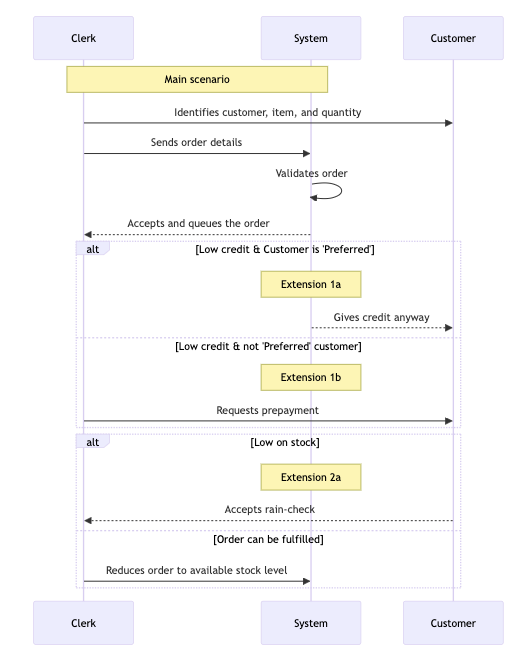 Clerk
System
Customer
Main scenario
Identifies customer, item, and quantity
Sends order details
Validates order
Accepts and queues the order
alt
[Low credit & Customer is 'Preferred']
Extension 1a
Gives credit anyway
[Low credit & not 'Preferred' customer]
Extension 1b
Requests prepayment
alt
[Low on stock]
Extension 2a
Accepts rain-check
[Order can be fulfilled]
Reduces order to available stock level
Clerk
System
Customer